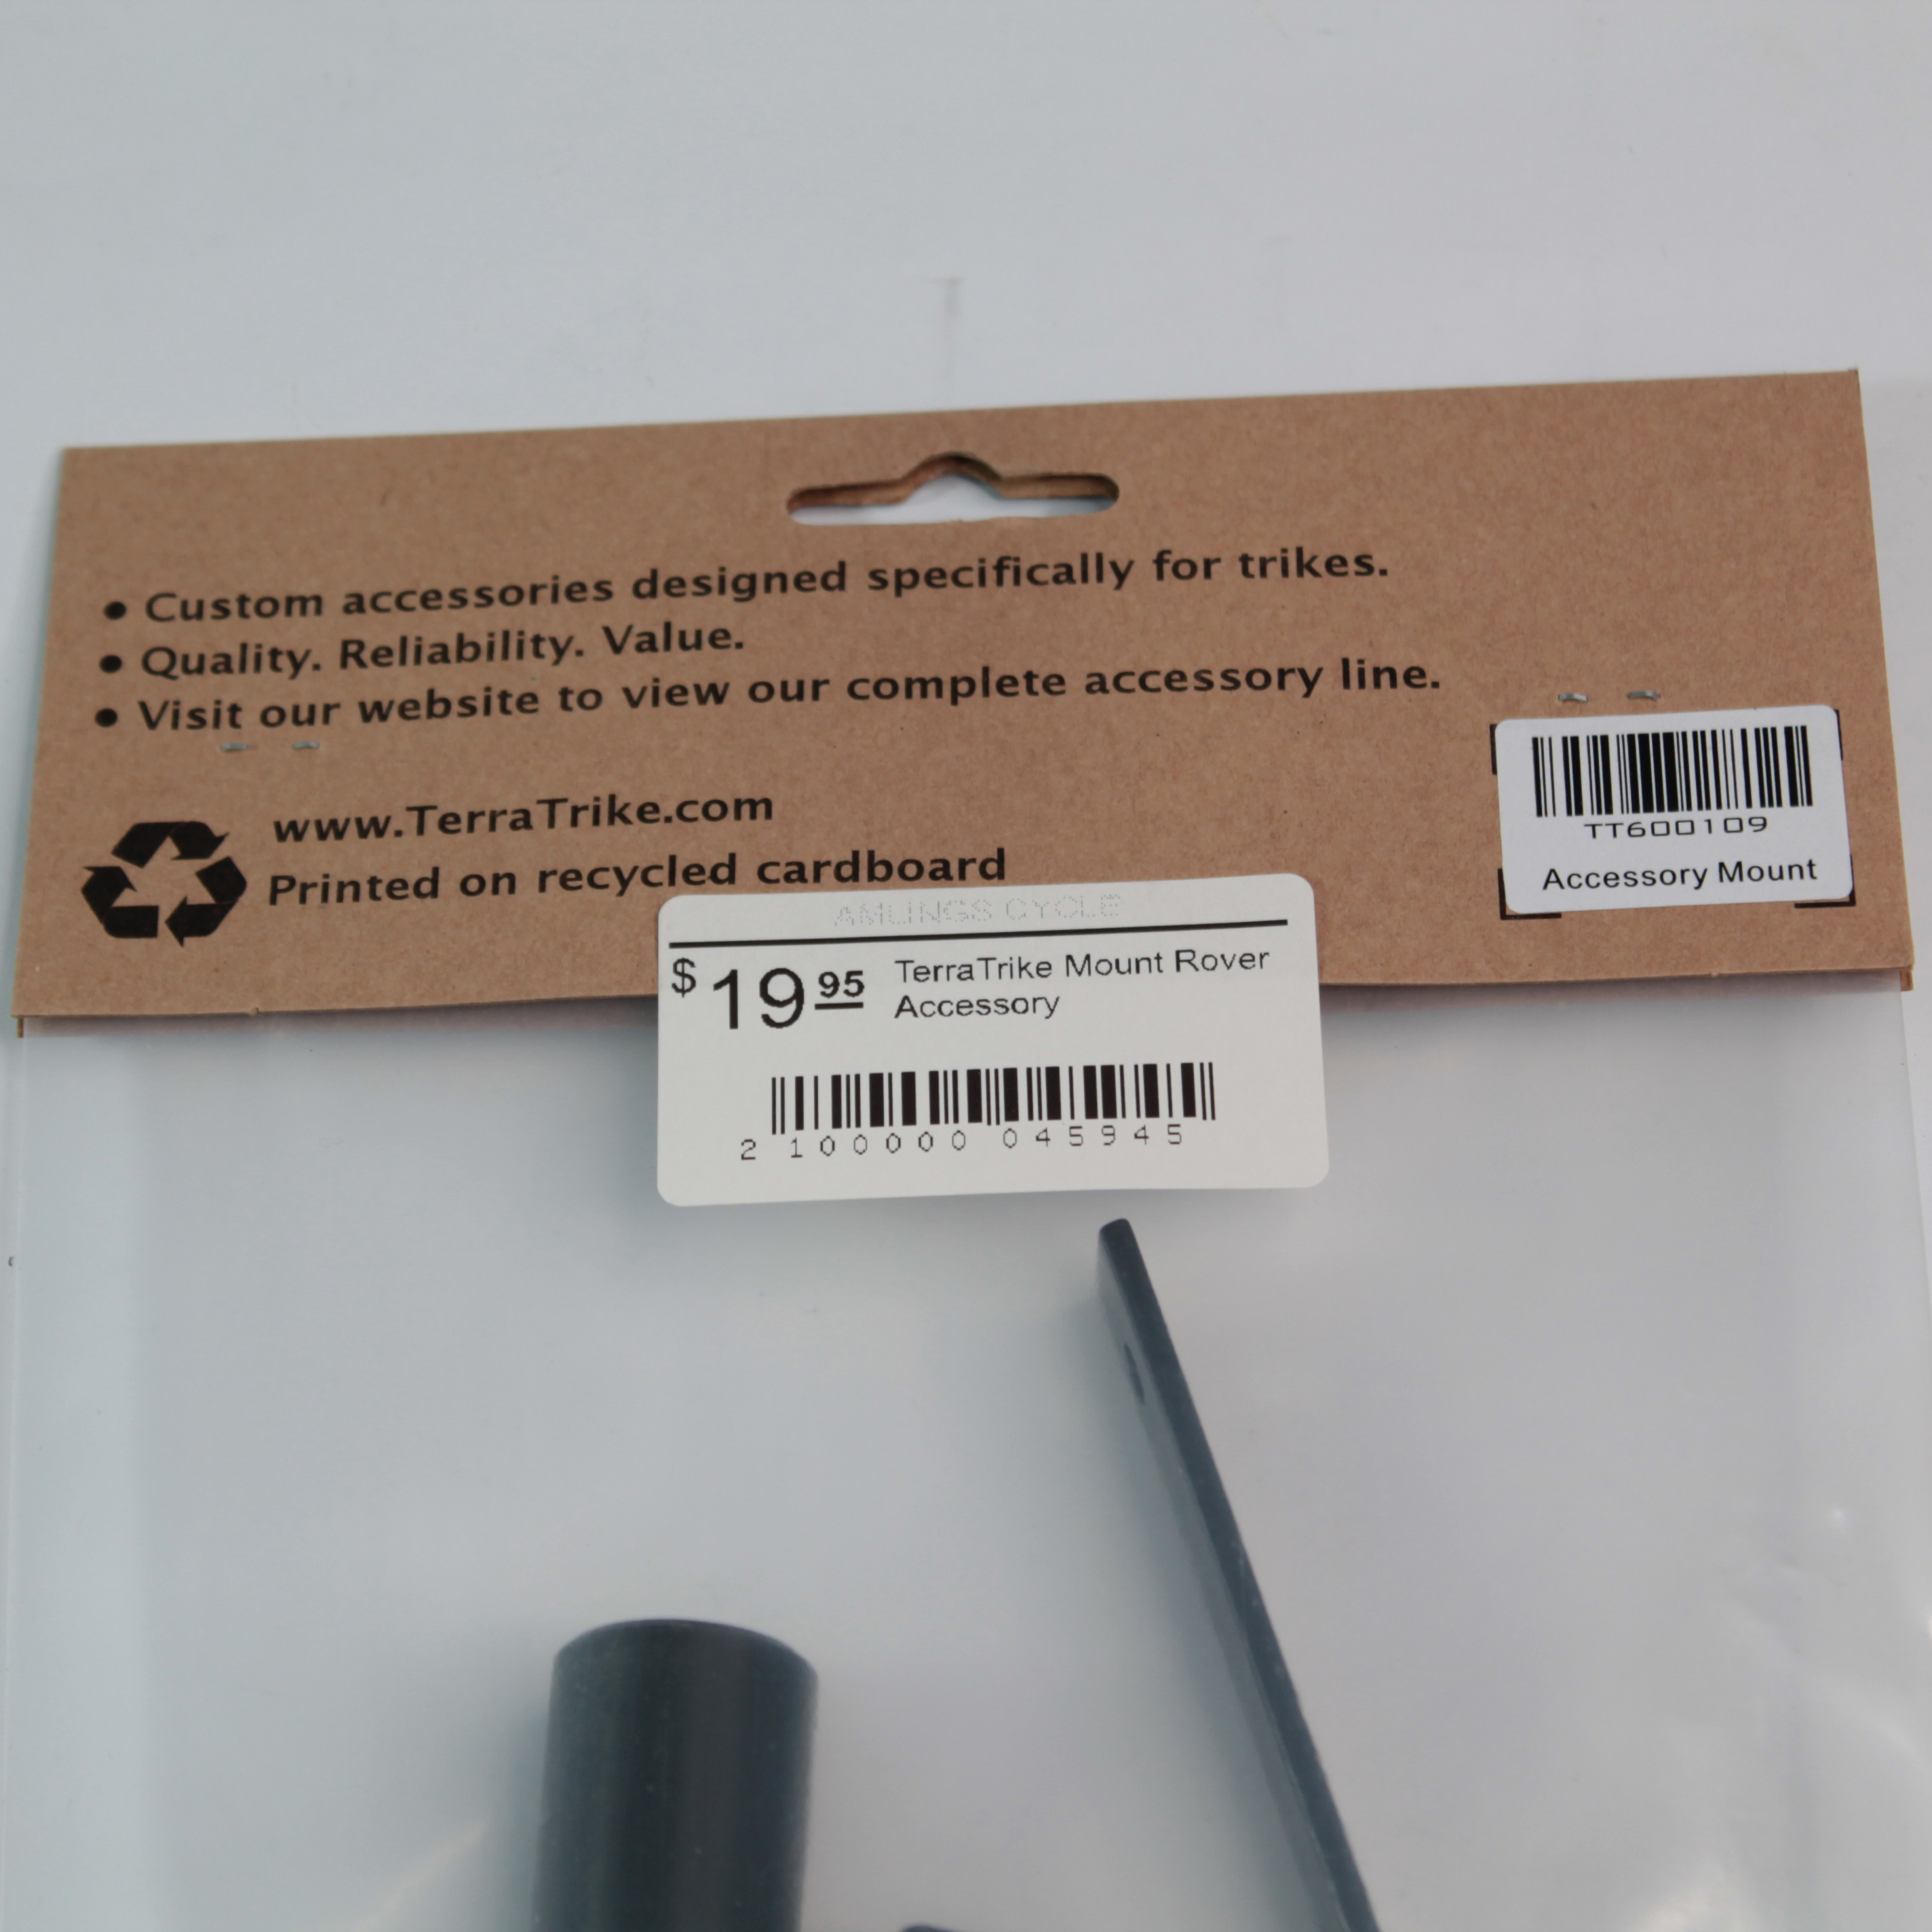 • Custom accessories designed specifically for trikes.
• Quality. Reliability. Value.
• Visit our website to view our complete accessory line.
www.TerraTrike.com
Printed on recycled cardboard
TT600109
Accessory Mount
AMLINGS CYCLE
$19 95 TerraTrike Mount Rover
Accessory
2 100000 045945